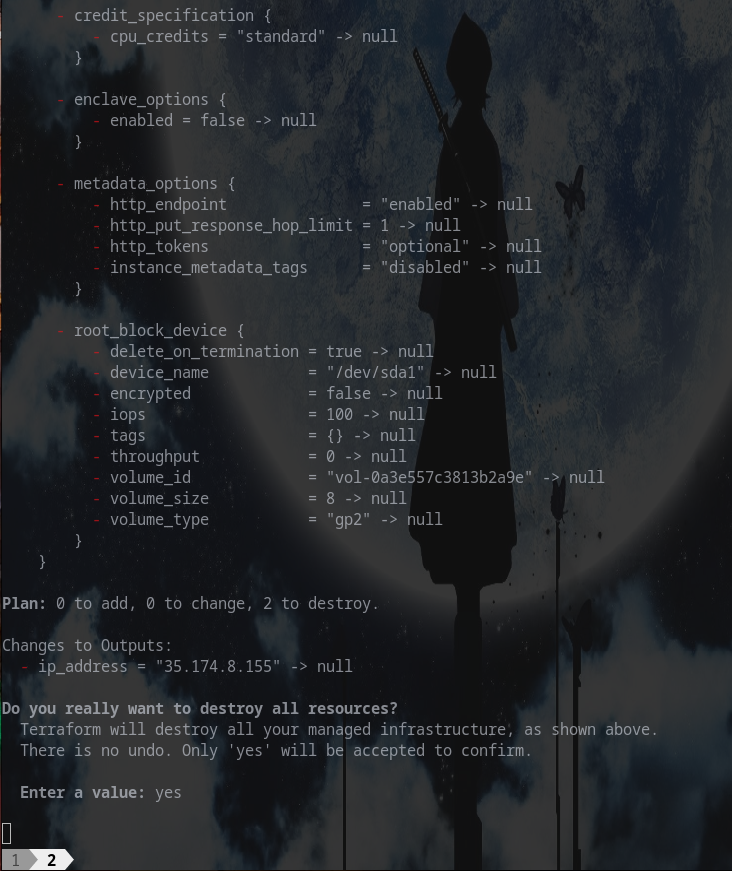 - credit_specification {
- cpu_credits = "standard" -> null
}
- enclave_options {
- enabled = false -> null
}
- metadata_options {
- http_endpoint = "enabled" -> null
- http_put_response_hop_limit = 1 -> null
- http_tokens = "optional" -> null
- instance_metadata_tags = "disabled" -> null
}
- root_block_device {
- delete_on_termination = true -> null
- device_name = "/dev/sda1" -> null
- encrypted = false -> null
- iops = 100 -> null
- tags = {} -> null
- throughput = 0 -> null
- volume_id = "vol-0a3e557c3813b2a9e" -> null
- volume_size = 8 -> null
- volume_type = "gp2" -> null
}
}
Plan: 0 to add, 0 to change, 2 to destroy.
Changes to Outputs:
- ip_address = "35.174.8.155" -> null
Do you really want to destroy all resources?
Terraform will destroy all your managed infrastructure, as shown above.
There is no undo. Only 'yes' will be accepted to confirm.
Enter a value: yes
1 2